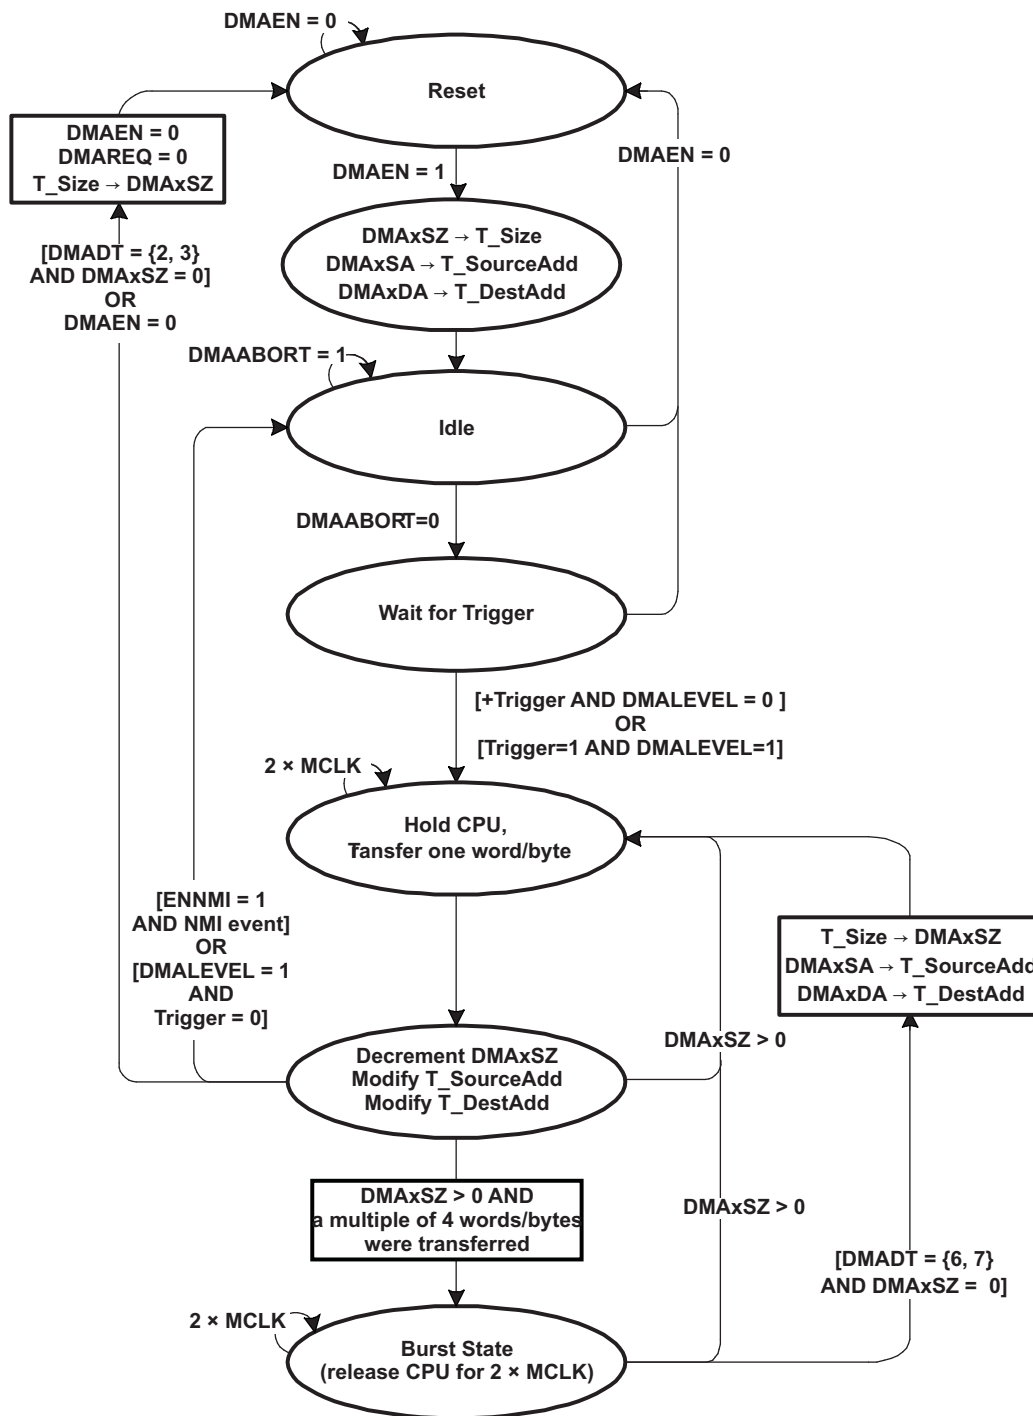 DMAEN = 0
Reset
DMAEN = 0
DMAREQ = 0
T_Size → DMAxSZ
DMAEN = 0
DMAEN = 1
DMAxSZ → T_Size
DMAxSA → T_SourceAdd
DMAxDA → T_DestAdd
[DMADT = {2, 3}
AND DMAxSZ = 0]
OR
DMAEN = 0
DMAABORT = 1
Idle
DMAABORT=0
Wait for Trigger
[+Trigger AND DMALEVEL = 0 ]
OR
[Trigger=1 AND DMALEVEL=1]
2 × MCLK
Hold CPU,
Tansfer one word/byte
[ENNMI = 1
AND NMI event]
OR
[DMALEVEL = 1
AND
Trigger = 0]
T_Size → DMAxSZ
DMAxSA → T_SourceAdd
DMAxDA → T_DestAdd
DMAxSZ > 0
Decrement DMAxSZ
Modify T_SourceAdd
Modify T_DestAdd
DMAxSZ > 0 AND
a multiple of 4 words/bytes
were transferred
DMAxSZ > 0
[DMADT = {6, 7}
AND DMAxSZ = 0]
2 × MCLK
Burst State
(release CPU for 2 × MCLK)